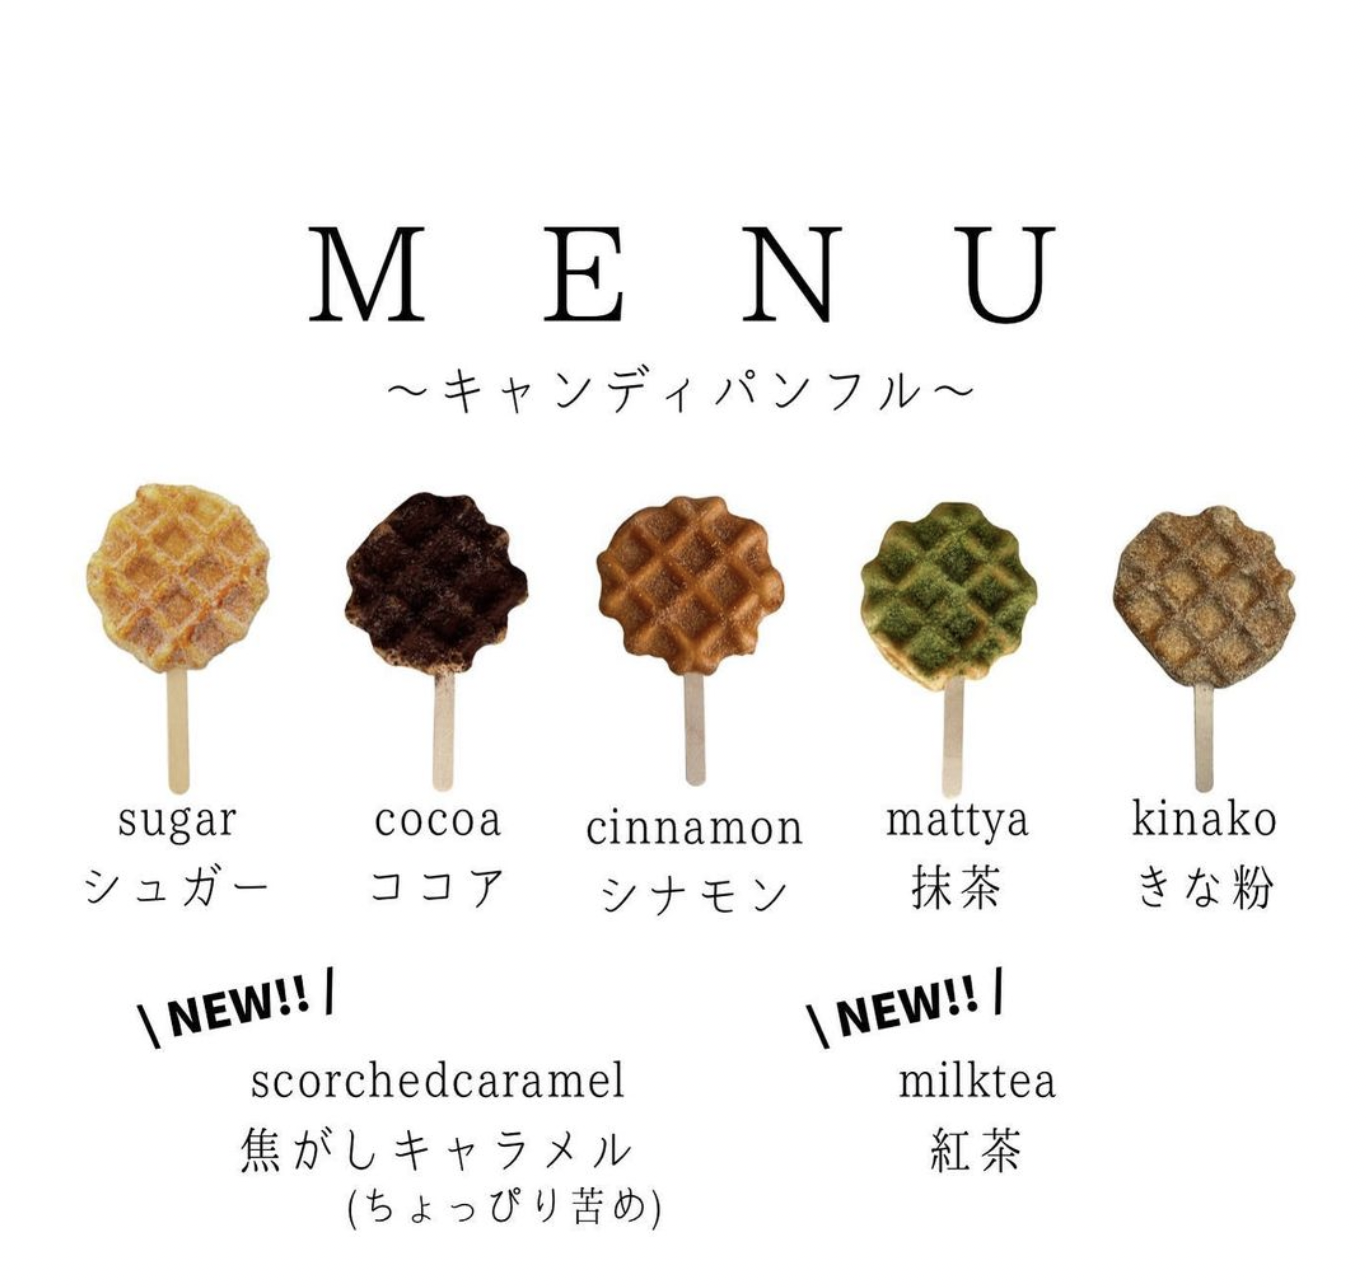 MENU
～キャンディパンフル～
sugar
シュガー
cocoa
ココア
cinnamon
シナモン
mattya
抹茶
kinako
きな粉
\ NEW!! /
scorchedcaramel
焦がしキャラメル
(ちょっぴり苦め)
\ NEW!! /
milktea
紅茶